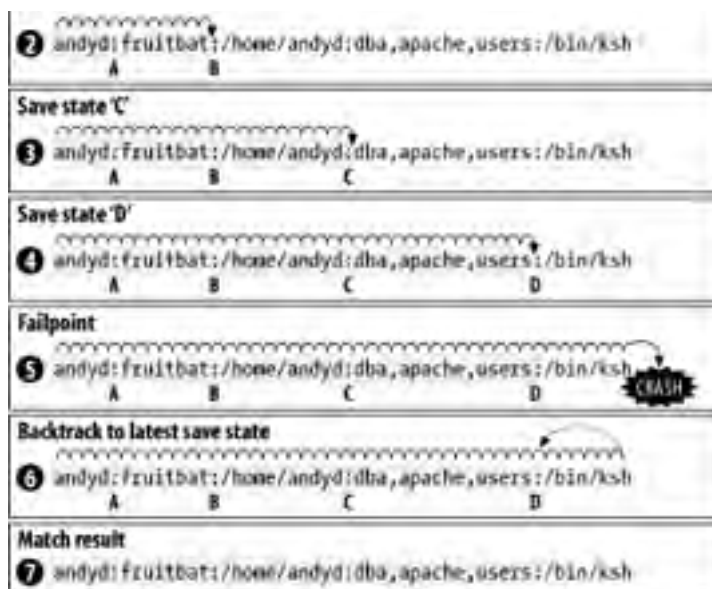 2 andyd:fruitbat:/home/andyd:dba,apache,users:/bin/ksh
A B
Save state 'C'
3 andyd:fruitbat:/home/andyd:dba,apache,users:/bin/ksh
A B C
Save state 'D'
4 andyd:fruitbat:/home/andyd:dba,apache,users:/bin/ksh
A B C D
Failpoint
5 andyd:fruitbat:/home/andyd:dba,apache,users:/bin/ksh CRASH
A B C D
Backtrack to latest save state
6 andyd:fruitbat:/home/andyd:dba,apache,users:/bin/ksh
A B C D
Match result
7 andyd:fruitbat:/home/andyd:dba,apache,users:/bin/ksh